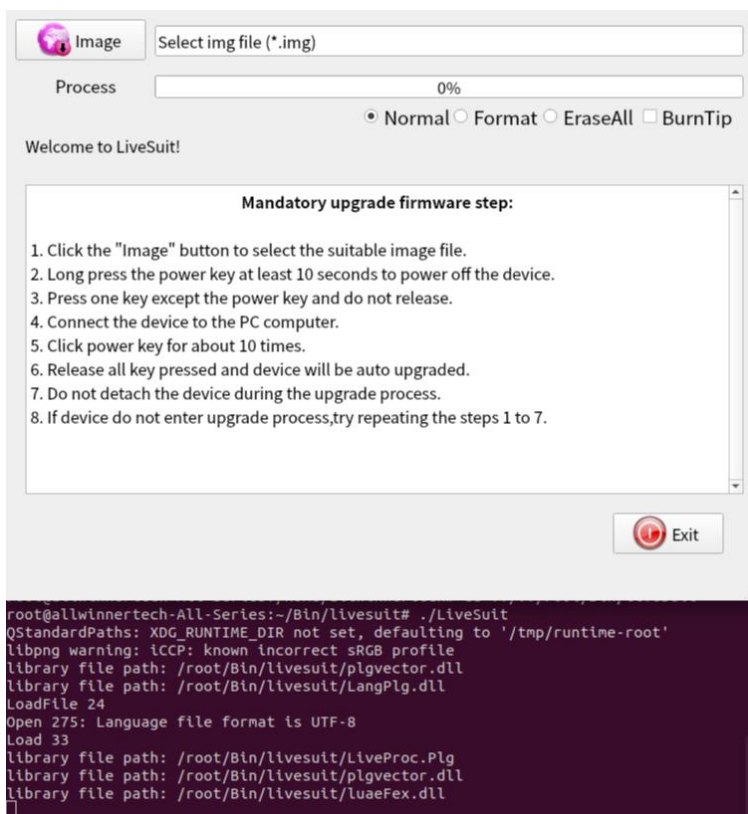 Image
Select img file (*.img)
Process
0%
Normal Format EraseAll BurnTip
Welcome to LiveSuit!
Mandatory upgrade firmware step:
1. Click the "Image" button to select the suitable image file.
2. Long press the power key at least 10 seconds to power off the device.
3. Press one key except the power key and do not release.
4. Connect the device to the PC computer.
5. Click power key for about 10 times.
6. Release all key pressed and device will be auto upgraded.
7. Do not detach the device during the upgrade process.
8. If device do not enter upgrade process,try repeating the steps 1 to 7.
Exit
root@allwinnertech-All-Series:~/Bin/livesuit# ./LiveSuit
QStandardPaths: XDG_RUNTIME_DIR not set, defaulting to '/tmp/runtime-root'
libpng warning: iCCP: known incorrect sRGB profile
library file path: /root/Bin/livesuit/plgvector.dll
library file path: /root/Bin/livesuit/LangPlg.dll
LoadFile 24
Open 275: Language file format is UTF-8
Load 33
library file path: /root/Bin/livesuit/LiveProc.Plg
library file path: /root/Bin/livesuit/plgvector.dll
library file path: /root/Bin/livesuit/luaeFex.dll